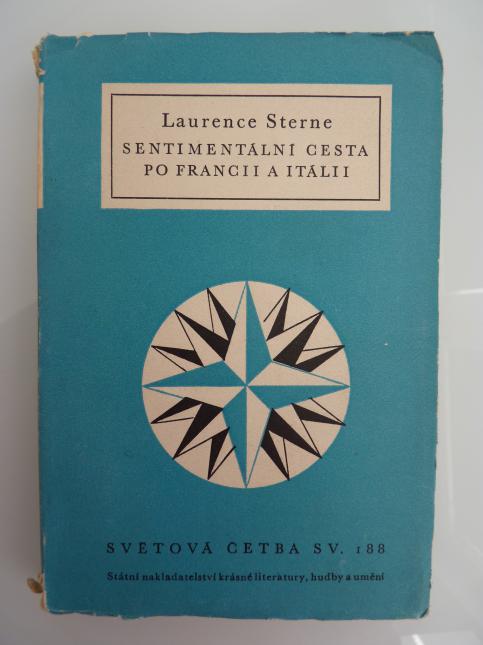 Laurence Sterne
SENTIMENTÁLNÍ CESTA
PO FRANCII A ITÁLII
SVĚTOVÁ ČETBA SV. 188
Státní nakladatelství krásné literatury, hudby a umění